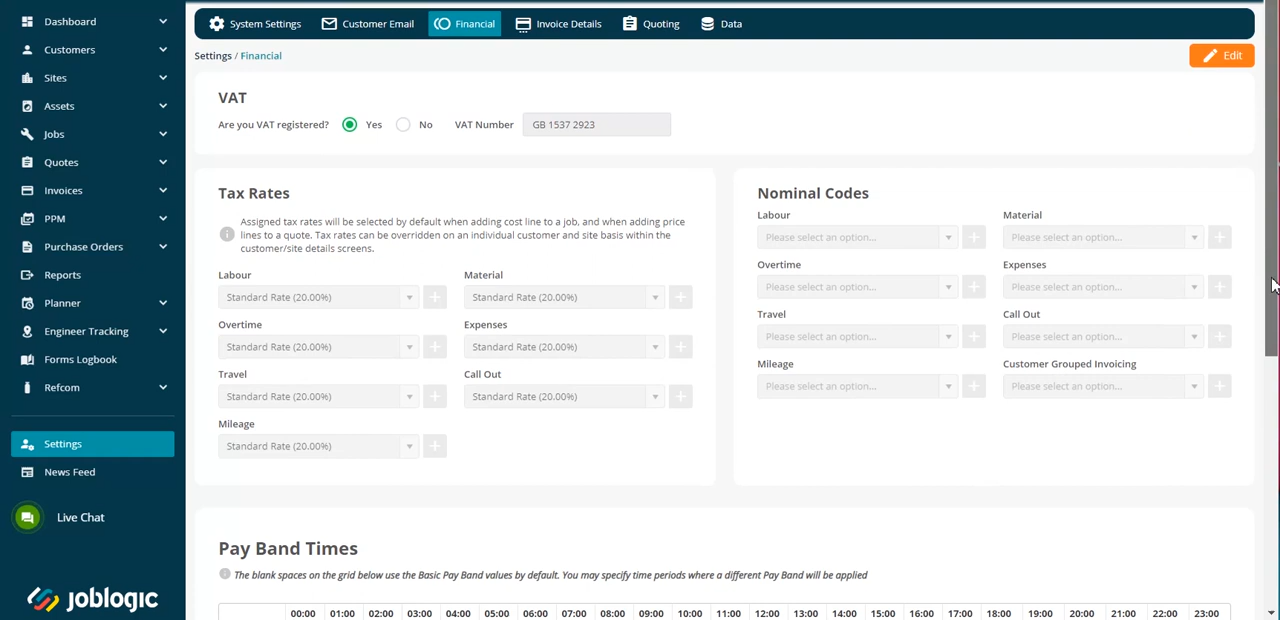 Dashboard
Customers
Sites
Assets
Jobs
Quotes
Invoices
PPM
Purchase Orders
Reports
Planner
Engineer Tracking
Forms Logbook
Refcom
Settings
News Feed
Live Chat
joblogic
System Settings Customer Email Financial Invoice Details Quoting Data
Settings / Financial
Edit
VAT
Are you VAT registered? Yes No VAT Number GB 1537 2923
Tax Rates
Assigned tax rates will be selected by default when adding cost line to a job, and when adding price
lines to a quote. Tax rates can be overridden on an individual customer and site basis within the
customer/site details screens.
Labour Material
Standard Rate (20.00%) Standard Rate (20.00%)
Overtime Expenses
Standard Rate (20.00%) Standard Rate (20.00%)
Travel Call Out
Standard Rate (20.00%) Standard Rate (20.00%)
Mileage
Standard Rate (20.00%)
Nominal Codes
Labour Material
Please select an option... Please select an option...
Overtime Expenses
Please select an option... Please select an option...
Travel Call Out
Please select an option... Please select an option...
Mileage Customer Grouped Invoicing
Please select an option... Please select an option...
Pay Band Times
The blank spaces on the grid below use the Basic Pay Band values by default. You may specify time periods where a different Pay Band will be applied
00:00 01:00 02:00 03:00 04:00 05:00 06:00 07:00 08:00 09:00 10:00 11:00 12:00 13:00 14:00 15:00 16:00 17:00 18:00 19:00 20:00 21:00 22:00 23:00